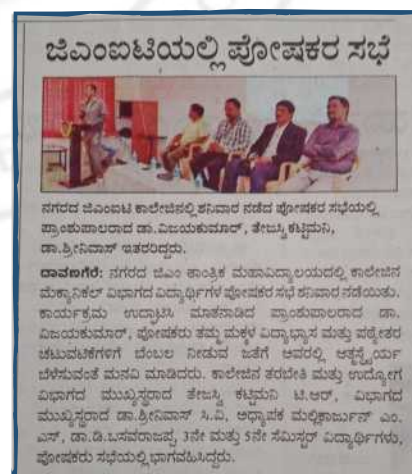 ಜಿಎಂಐಟಿಯಲ್ಲಿ ಪೋಷಕರ ಸಭೆ
ನಗರದ ಜಿಎಂಐಟಿ ಕಾಲೇಜಿನಲ್ಲಿ ಶನಿವಾರ ನಡೆದ ಪೋಷಕರ ಸಭೆಯಲ್ಲಿ
ಪ್ರಾಂಶುಪಾಲರಾದ ಡಾ.ವಿಜಯಕುಮಾರ್, ತೇಜಸ್ವಿ ಕಟ್ಟಿಮನಿ,
ಡಾ.ಶ್ರೀನಿವಾಸ್ ಇತರರಿದ್ದರು.
ದಾವಣಗೆರೆ: ನಗರದ ಜಿಎಂ ತಾಂತ್ರಿಕ ಮಹಾವಿದ್ಯಾಲಯದಲ್ಲಿ ಕಾಲೇಜಿನ
ಮೆಕ್ಯಾನಿಕಲ್ ವಿಭಾಗದ ವಿದ್ಯಾರ್ಥಿಗಳ ಪೋಷಕರ ಸಭೆ ಶನಿವಾರ ನಡೆಯಿತು.
ಕಾರ್ಯಕ್ರಮ ಉದ್ಘಾಟಿಸಿ ಮಾತನಾಡಿದ ಪ್ರಾಂಶುಪಾಲರಾದ ಡಾ.
ವಿಜಯಕುಮಾರ್, ಪೋಷಕರು ತಮ್ಮ ಮಕ್ಕಳ ವಿದ್ಯಾಭ್ಯಾಸ ಮತ್ತು ಪಠ್ಯೇತರ
ಚಟುವಟಿಕೆಗಳಿಗೆ ಬೆಂಬಲ ನೀಡುವ ಜತೆಗೆ ಅವರಲ್ಲಿ ಆತ್ಮಸ್ಥೈರ್ಯ
ಬೆಳೆಸುವಂತೆ ಮನವಿ ಮಾಡಿದರು. ಕಾಲೇಜಿನ ತರಬೇತಿ ಮತ್ತು ಉದ್ಯೋಗ
ವಿಭಾಗದ ಮುಖ್ಯಸ್ಥರಾದ ತೇಜಸ್ವಿ ಕಟ್ಟಿಮನಿ ಟಿ.ಆರ್, ವಿಭಾಗದ
ಮುಖ್ಯಸ್ಥರಾದ ಡಾ.ಶ್ರೀನಿವಾಸ್ ಸಿ.ವಿ, ಅಧ್ಯಾಪಕ ಮಲ್ಲಿಕಾರ್ಜುನ್ ಎಂ.
ಎಸ್, ಡಾ.ಡಿ.ಬಸವರಾಜಪ್ಪ, 3ನೇ ಮತ್ತು 5ನೇ ಸೆಮಿಸ್ಟರ್ ವಿದ್ಯಾರ್ಥಿಗಳು,
ಪೋಷಕರು ಸಭೆಯಲ್ಲಿ ಭಾಗವಹಿಸಿದ್ದರು.